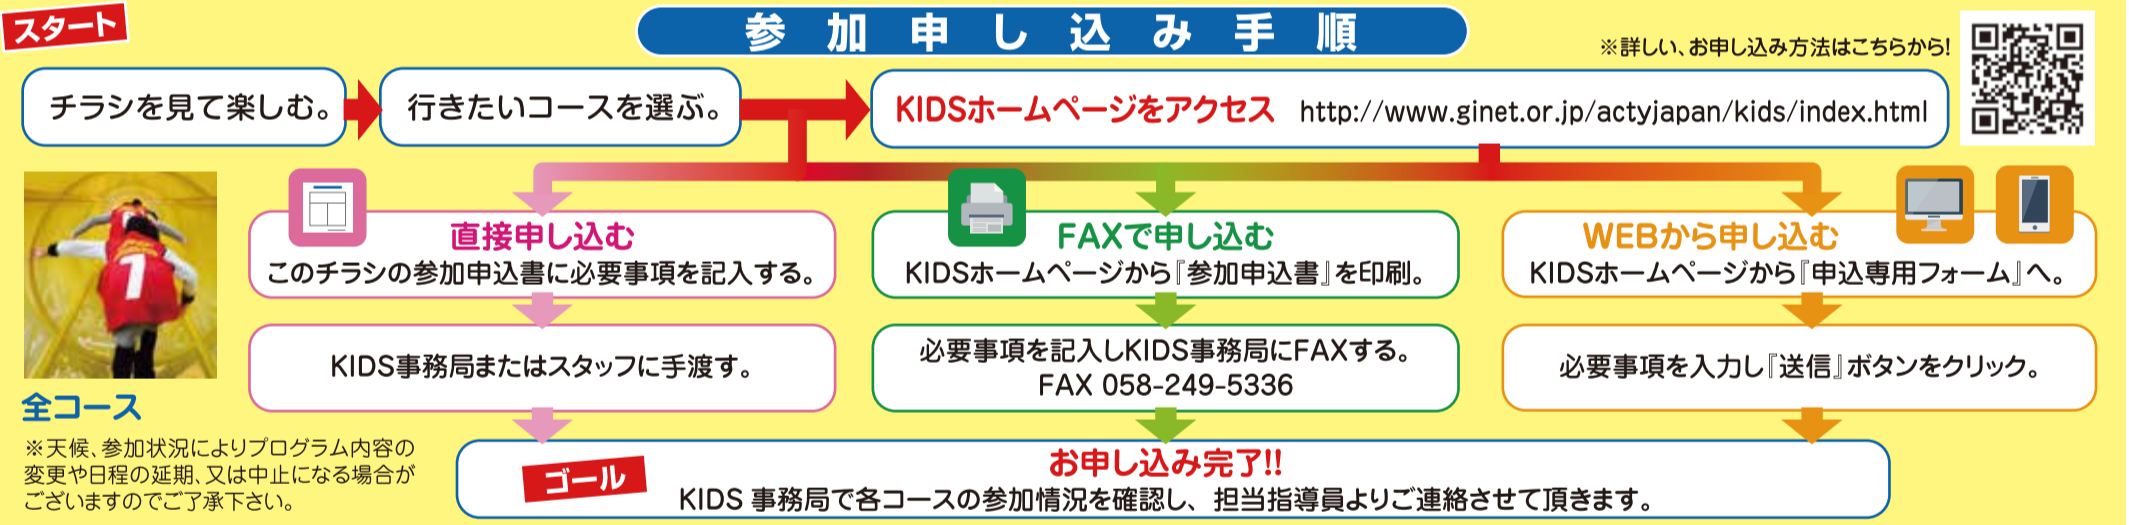 スタート
参加申し込み手順
※詳しい、お申し込み方法はこちらから!
チラシを見て楽しむ。
行きたいコースを選ぶ。
KIDSホームページをアクセス http://www.ginet.or.jp/actyjapan/kids/index.html
直接申し込む
このチラシの参加申込書に必要事項を記入する。
KIDS事務局またはスタッフに手渡す。
FAXで申し込む
KIDSホームページから『参加申込書』を印刷。
必要事項を記入しKIDS事務局にFAXする。
FAX 058-249-5336
WEBから申し込む
KIDSホームページから『申込専用フォーム』へ。
必要事項を入力し『送信』ボタンをクリック。
1
全コース
※天候、参加状況によりプログラム内容の
変更や日程の延期、又は中止になる場合が
ございますのでご了承下さい。
ゴール
お申し込み完了!!
KIDS 事務局で各コースの参加情況を確認し、担当指導員よりご連絡させて頂きます。